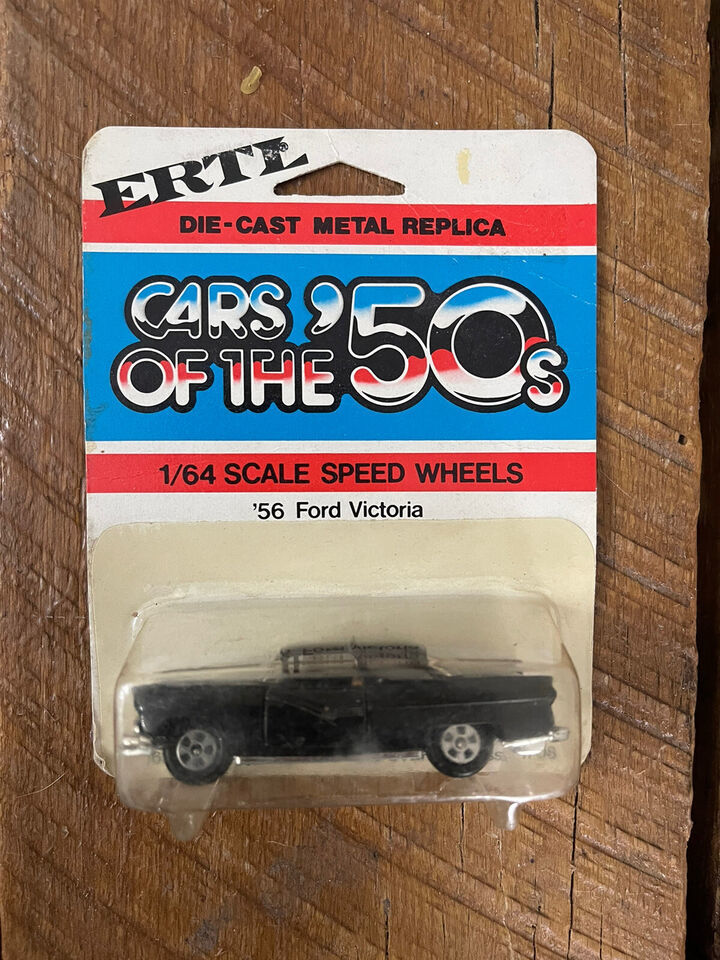 ERTL®
DIE-CAST METAL REPLICA
CARS OF THE '50s
1/64 SCALE SPEED WHEELS
'56 Ford Victoria